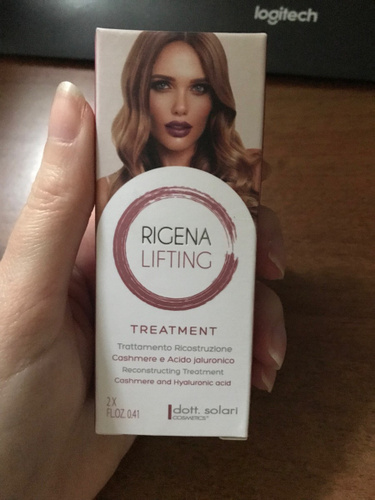 logitech
RIGENA
LIFTING
TREATMENT
Trattamento Ricostruzione
Cashmere e Acido jaluronico
Reconstructing Treatment
Cashmere and Hyaluronic acid
2 X
FL.OZ. 0.41
dott. solari
COSMETICS